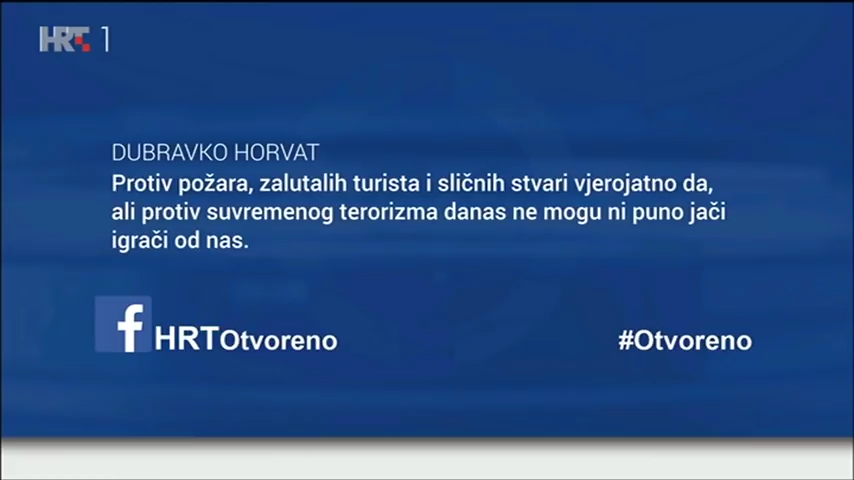 HRT 1
DUBRAVKO HORVAT
Protiv požara, zalutalih turista i sličnih stvari vjerojatno da,
ali protiv suvremenog terorizma danas ne mogu ni puno jači
igrači od nas.
f HRTOtvoreno #Otvoreno